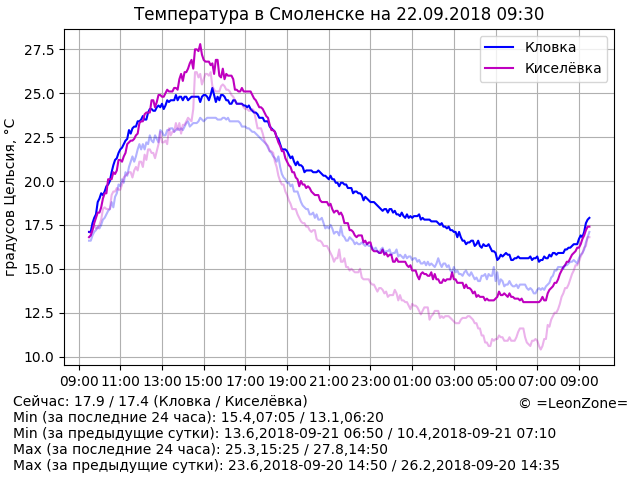 Температура в Смоленске на 22.09.2018 09:30
Кловка
Киселёвка
градусов Цельсия, °C
27.5
25.0
22.5
20.0
17.5
15.0
12.5
10.0
09:00 11:00 13:00 15:00 17:00 19:00 21:00 23:00 01:00 03:00 05:00 07:00 09:00
Сейчас: 17.9 / 17.4 (Кловка / Киселёвка)
© =LeonZone=
Min (за последние 24 часа): 15.4,07:05 / 13.1,06:20
Min (за предыдущие сутки): 13.6,2018-09-21 06:50 / 10.4,2018-09-21 07:10
Max (за последние 24 часа): 25.3,15:25 / 27.8,14:50
Max (за предыдущие сутки): 23.6,2018-09-20 14:50 / 26.2,2018-09-20 14:35